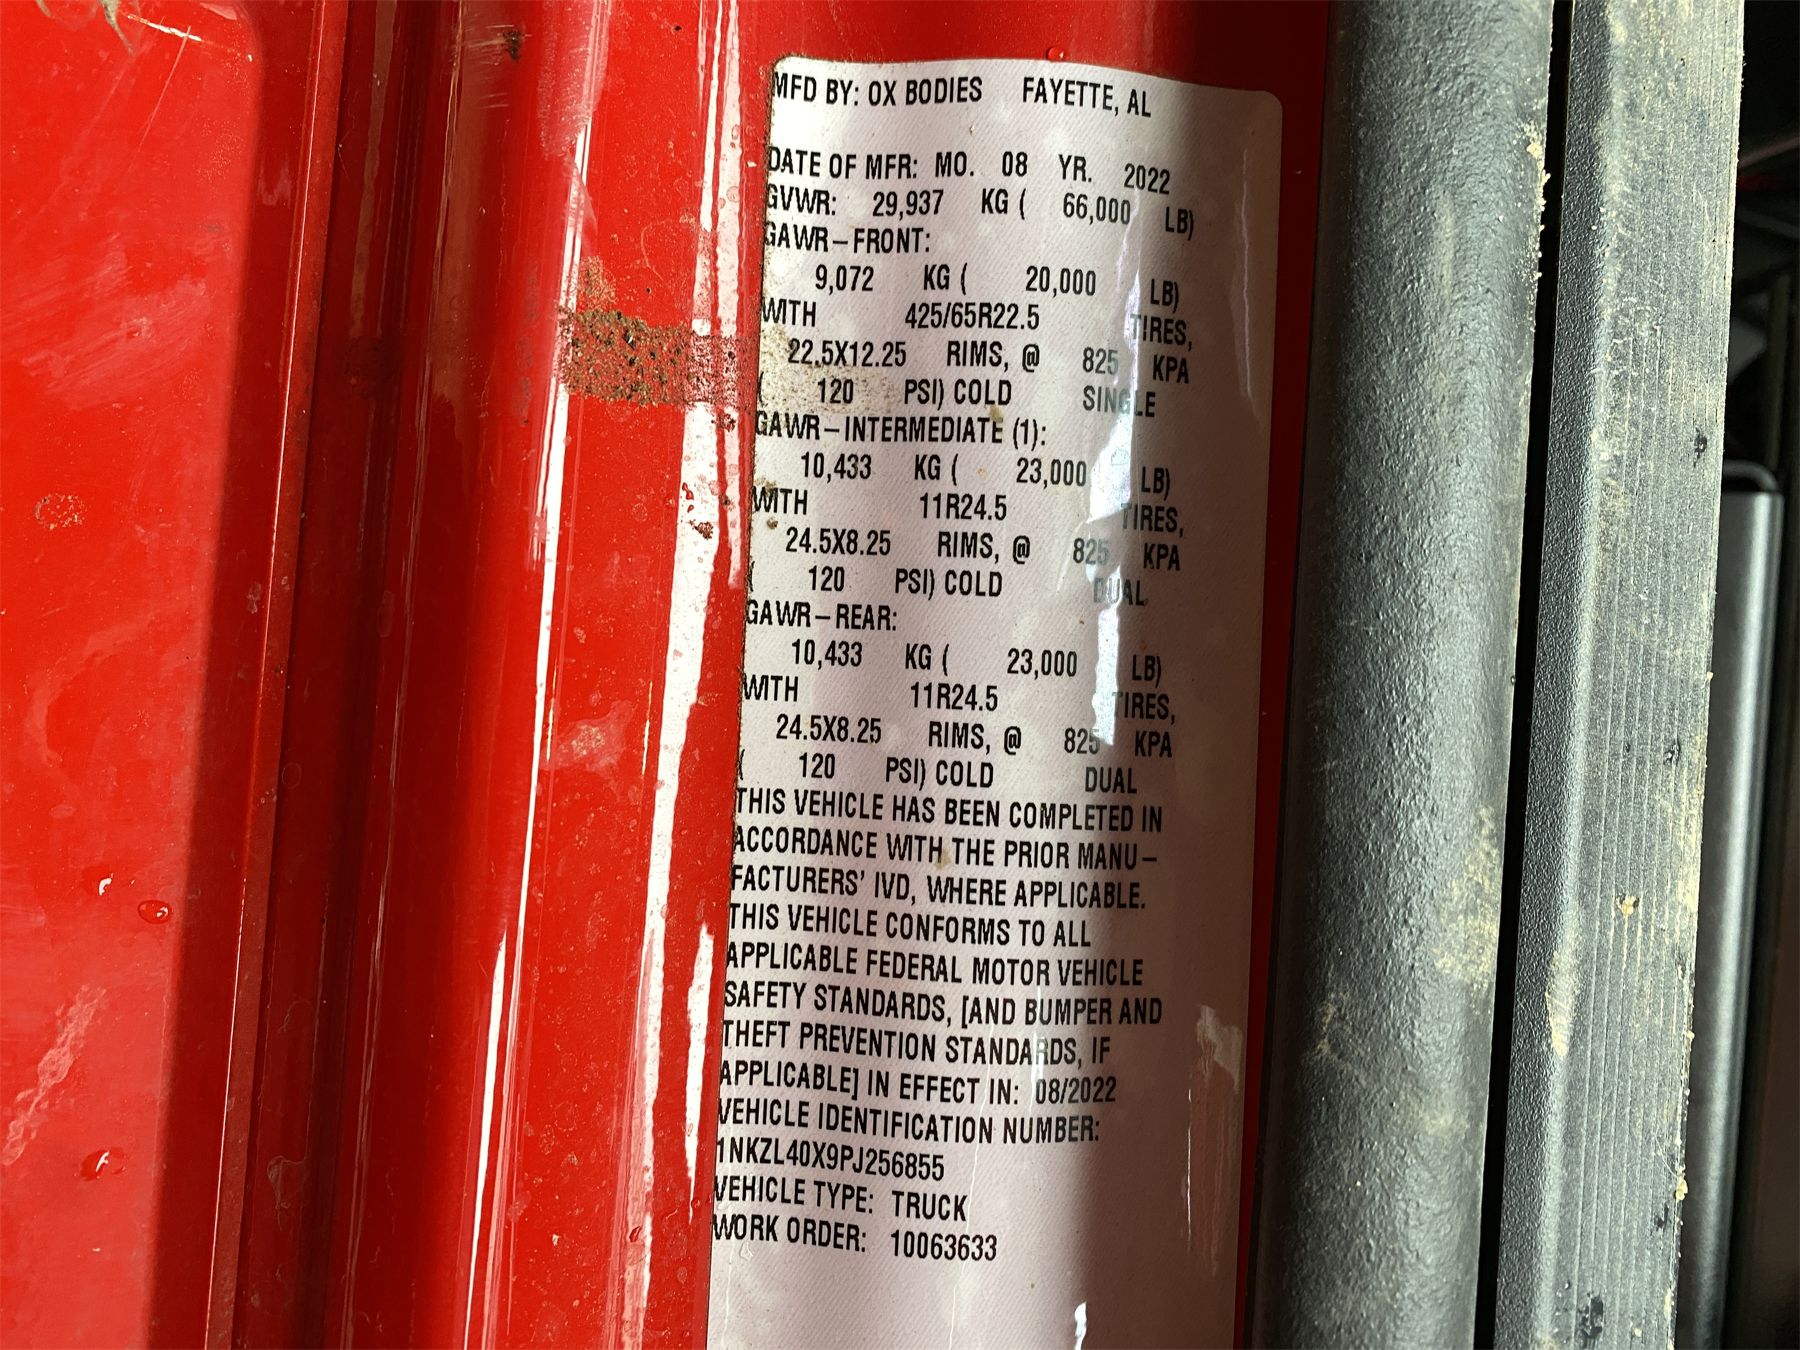 MFD BY: OX BODIES FAYETTE, AL
DATE OF MFR: MO. 08 YR. 2022
GVWR: 29,937 KG ( 66,000 LB)
GAWR-FRONT:
9,072 KG ( 20,000 LB)
WITH 425/65R22.5 TIRES,
22.5X12.25 RIMS, @ 825 KPA
( 120 PSI) COLD SINGLE
GAWR-INTERMEDIATE (1):
10,433 KG ( 23,000 LB)
WITH 11R24.5 TIRES,
24.5X8.25 RIMS, @ 825 KPA
( 120 PSI) COLD DUAL
GAWR-REAR:
10,433 KG ( 23,000 LB)
WITH 11R24.5 TIRES,
24.5X8.25 RIMS, @ 825 KPA
( 120 PSI) COLD DUAL
THIS VEHICLE HAS BEEN COMPLETED IN
ACCORDANCE WITH THE PRIOR MANU-
FACTURERS' IVD, WHERE APPLICABLE.
THIS VEHICLE CONFORMS TO ALL
APPLICABLE FEDERAL MOTOR VEHICLE
SAFETY STANDARDS, [AND BUMPER AND
THEFT PREVENTION STANDARDS, IF
APPLICABLE] IN EFFECT IN: 08/2022
VEHICLE IDENTIFICATION NUMBER:
1NKZL40X9PJ256855
VEHICLE TYPE: TRUCK
WORK ORDER: 10063633